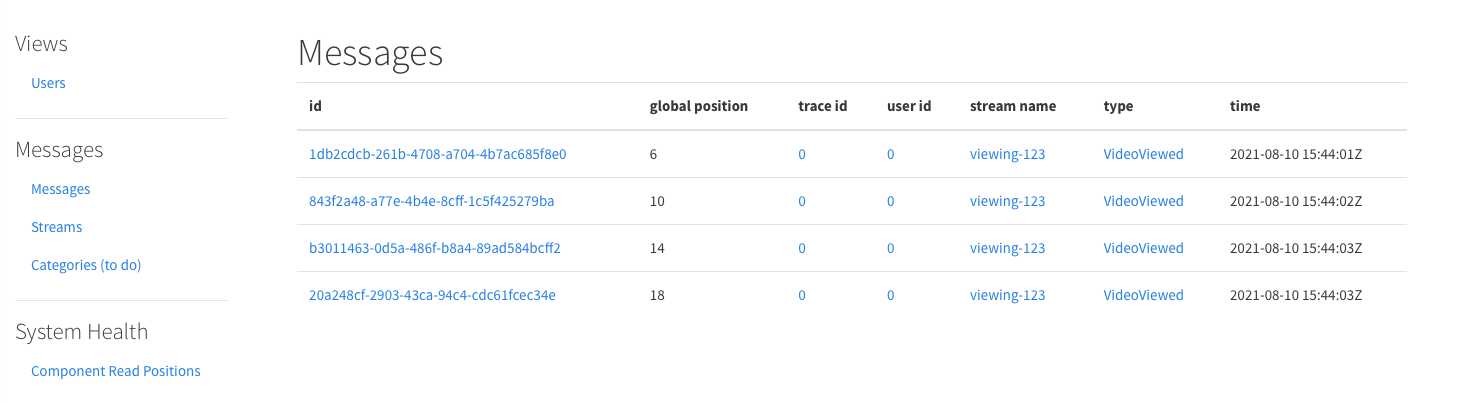 Views
Users
Messages
Messages
Streams
Categories (to do)
System Health
Component Read Positions
Messages
id global position trace id user id stream name type time
1db2cdcb-261b-4708-a704-4b7ac685f8e0 6 0 0 viewing-123 VideoViewed 2021-08-10 15:44:01Z
843f2a48-a77e-4b4e-8cff-1c5f425279ba 10 0 0 viewing-123 VideoViewed 2021-08-10 15:44:02Z
b3011463-0d5a-486f-b8a4-89ad584bcff2 14 0 0 viewing-123 VideoViewed 2021-08-10 15:44:03Z
20a248cf-2903-43ca-94c4-cdc61fcec34e 18 0 0 viewing-123 VideoViewed 2021-08-10 15:44:03Z